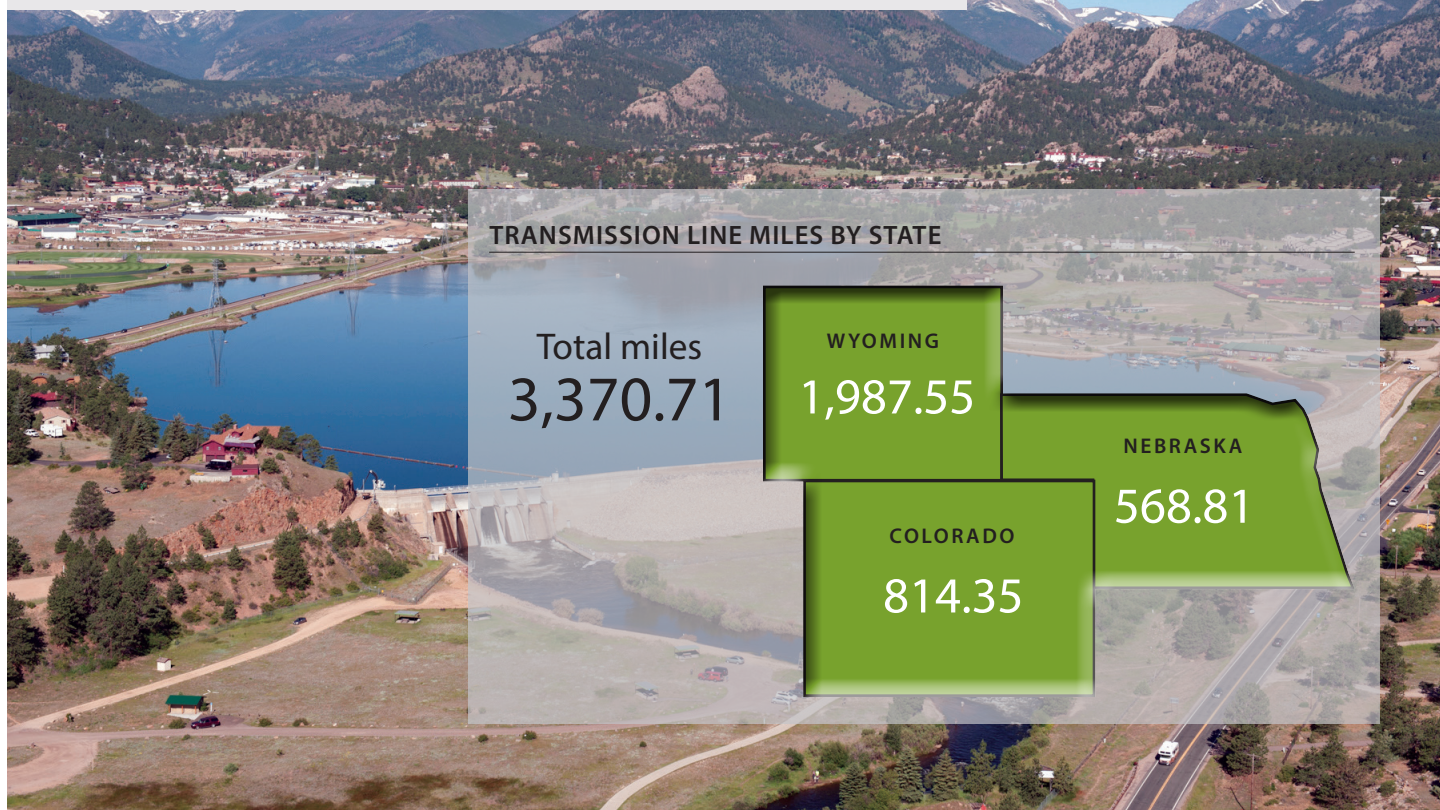 TRANSMISSION LINE MILES BY STATE
Total miles
3,370.71
WYOMING
1,987.55
NEBRASKA
568.81
COLORADO
814.35